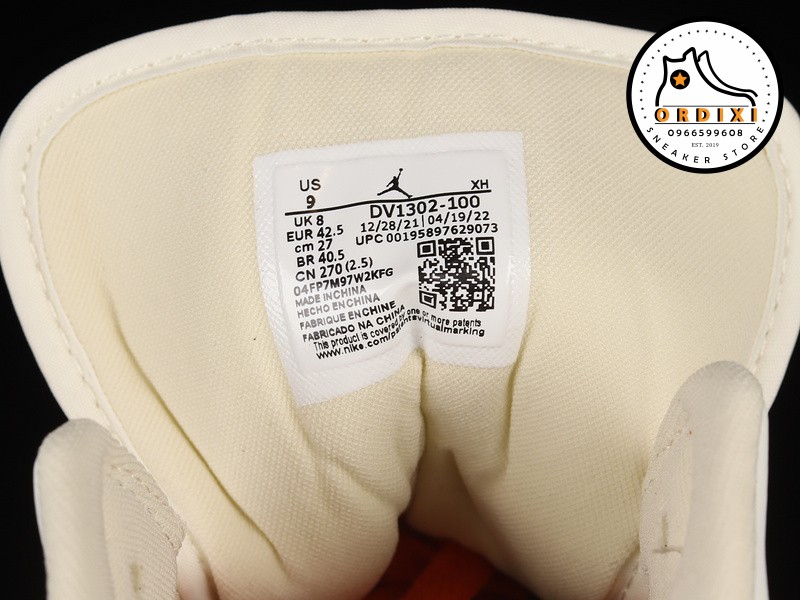 US
9
XH
UK 8
EUR 42.5
cm 27
BR 40.5
CN 270 (2.5)
DV1302-100
12/28/21 | 04/19/22
UPC 00195897629073
04FP7M97W2KFG
MADE IN CHINA
HECHO EN CHINA
FABRIQUE EN CHINE
FABRICADO NA CHINA
This product is covered by one or more patents
www.nike.com/patentsvirtualmarking
ORDIXI
0966599608
EST. 2019
SNEAKER STORE